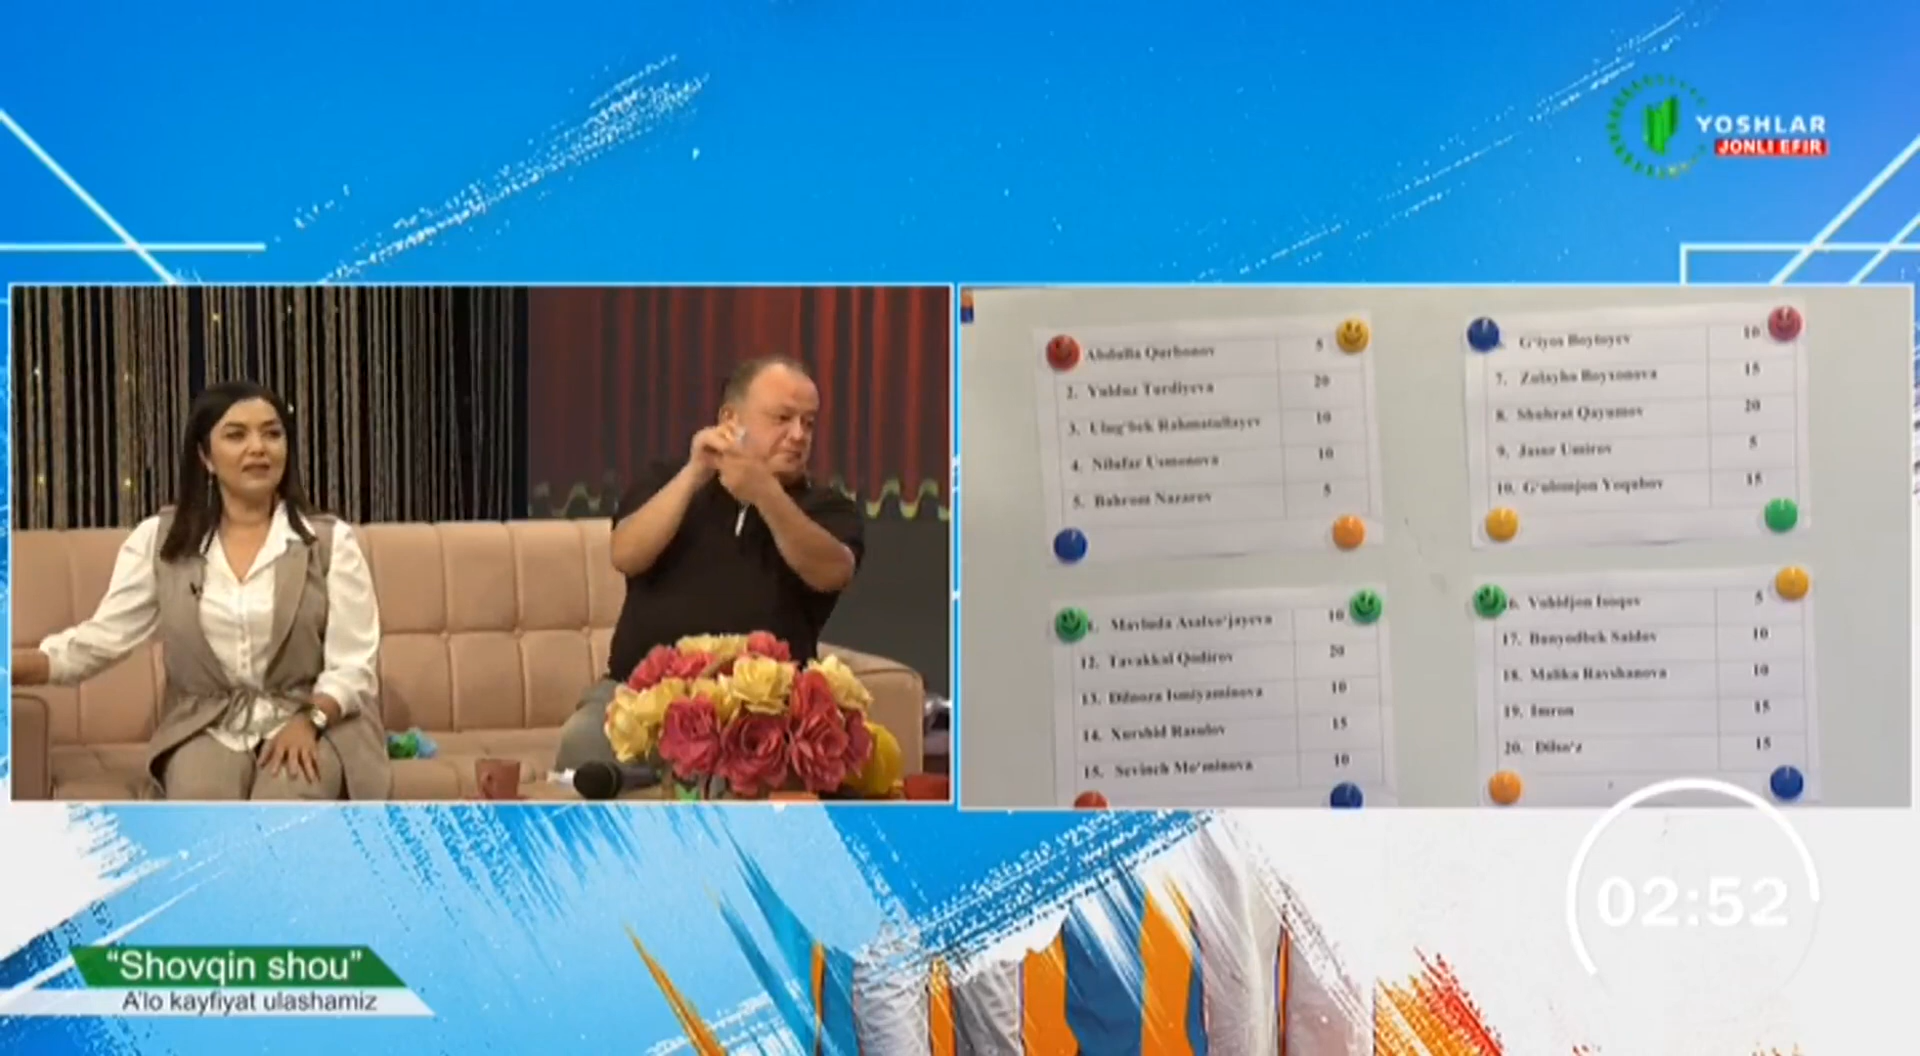 YOSHLAR
JONLI EFIR
Abdulla Qurbonov 5
2. Yulduz Turdiyeva 20
3. Ulug'bek Rahmatullayev 10
4. Nilufar Usmonova 10
5. Bahrom Nazarov 5
G'iyos Boytoyev 10
7. Zulayho Boyxonova 15
8. Shuhrat Qayumov 20
9. Jasur Umirov 5
10. G'ulomjon Yoqubov 15
Mavluda Asalxo'jayeva 10
12. Tavakkal Qodirov 20
13. Dilnoza Ismiyaminova 10
14. Xurshid Rasulov 15
15. Sevinch Mo'minova 10
Vohidjon Isoqov 5
17. Bunyodbek Saidov 10
18. Malika Ravshanova 10
19. Imron 15
20. Dilso'z 15
02:52
“Shovqin shou”
A'lo kayfiyat ulashamiz